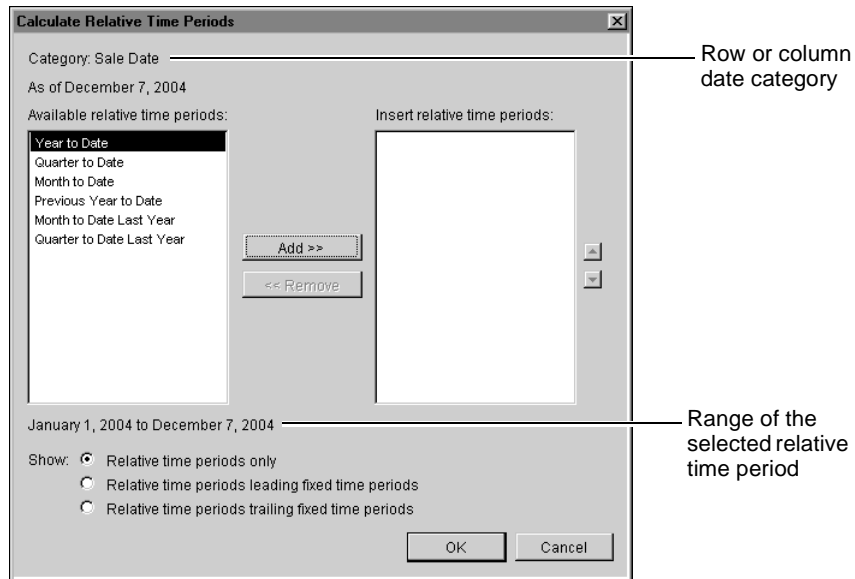 Calculate Relative Time Periods
Category: Sale Date
Row or column
date category
As of December 7, 2004
Available relative time periods:
Insert relative time periods:
Year to Date
Quarter to Date
Month to Date
Previous Year to Date
Month to Date Last Year
Quarter to Date Last Year
Add >>
<< Remove
January 1, 2004 to December 7, 2004
Range of the
selected relative
time period
Show:
Relative time periods only
Relative time periods leading fixed time periods
Relative time periods trailing fixed time periods
OK
Cancel